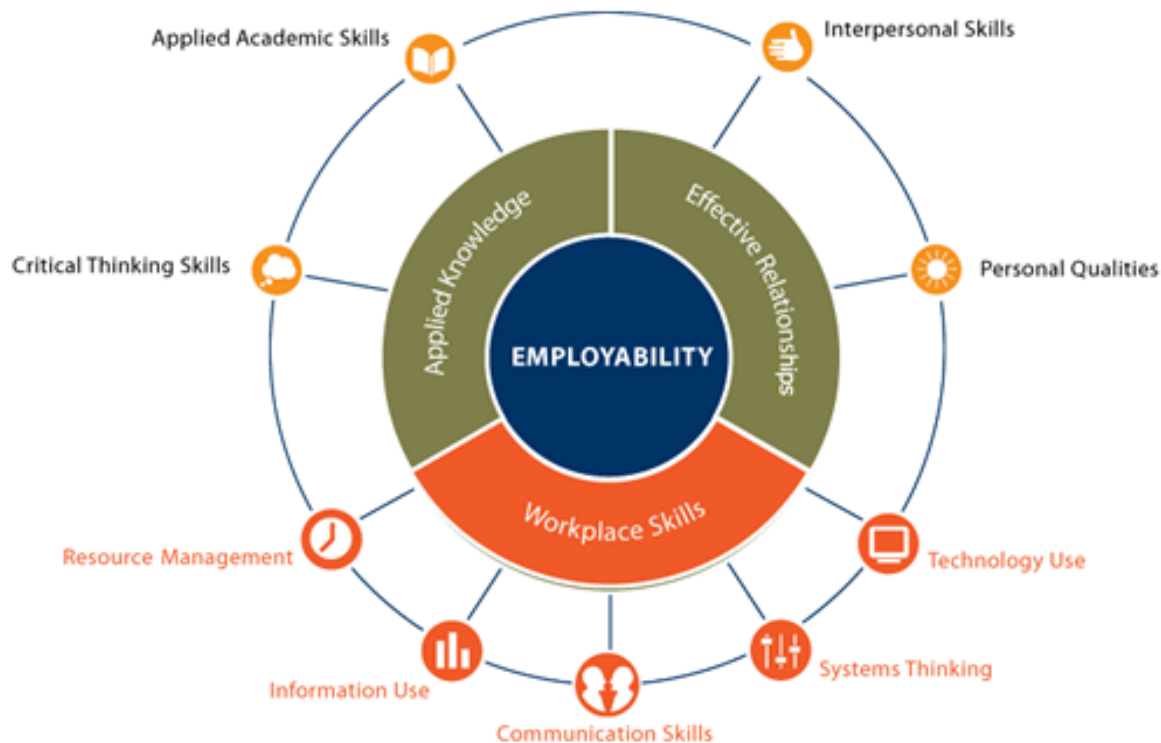 Applied Academic Skills
Interpersonal Skills
Applied Knowledge
Effective Relationships
Critical Thinking Skills
Personal Qualities
EMPLOYABILITY
Workplace Skills
Resource Management
Technology Use
Information Use
Systems Thinking
Communication Skills